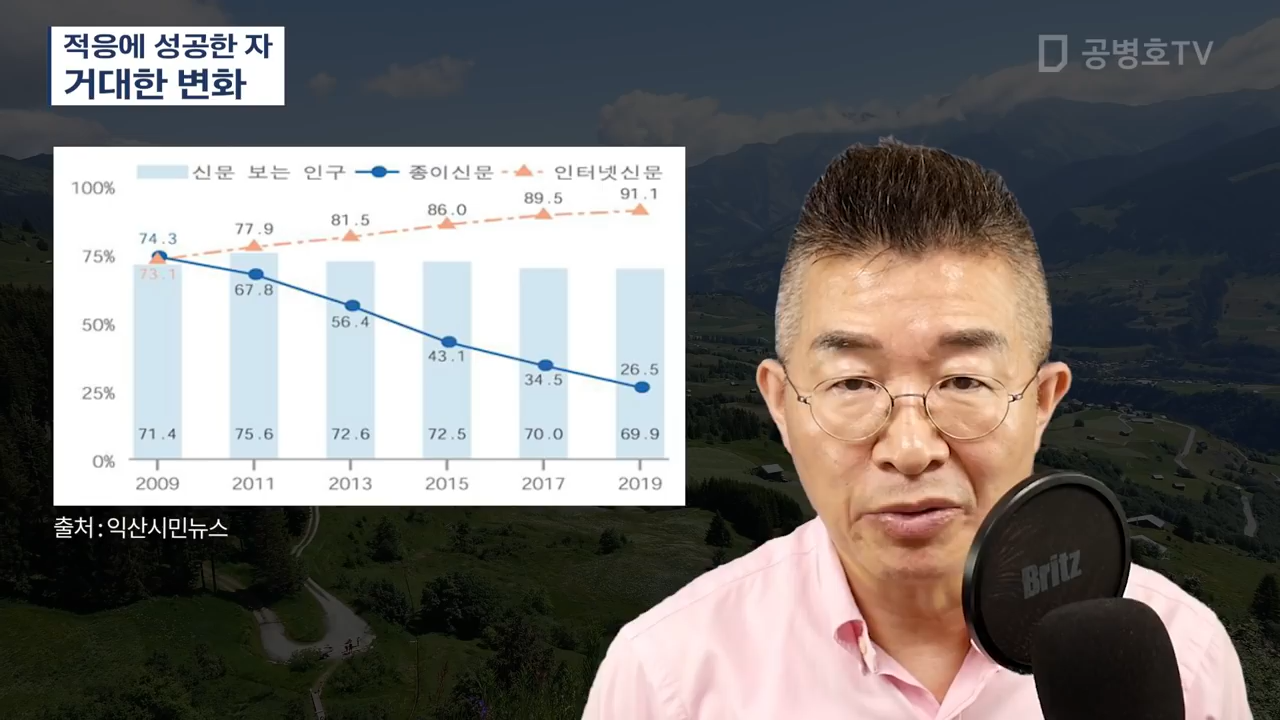 적응에 성공한 자
거대한 변화
공병호TV
신문 보는 인구 종이신문 인터넷신문
100%
75%
50%
25%
0%
74.3 77.9 81.5 86.0 89.5 91.1
73.1 67.8 56.4 43.1 34.5 26.5
71.4 75.6 72.6 72.5 70.0 69.9
2009 2011 2013 2015 2017 2019
출처 : 익산시민뉴스
Britz